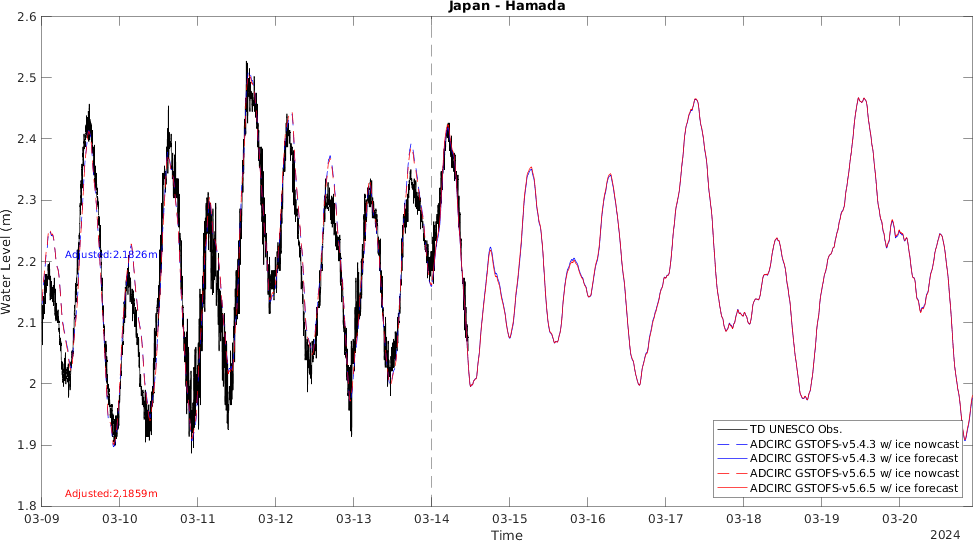 Japan - Hamada
2.6
2.5
2.4
2.3
2.2
2.1
2
1.9
1.8
Water Level (m)
Adjusted:2.1826m
Adjusted:2.1859m
TD UNESCO Obs.
ADCIRC GSTOFS-v5.4.3 w/ ice nowcast
ADCIRC GSTOFS-v5.4.3 w/ ice forecast
ADCIRC GSTOFS-v5.6.5 w/ ice nowcast
ADCIRC GSTOFS-v5.6.5 w/ ice forecast
03-09 03-10 03-11 03-12 03-13 03-14 03-15 03-16 03-17 03-18 03-19 03-20
Time
2024